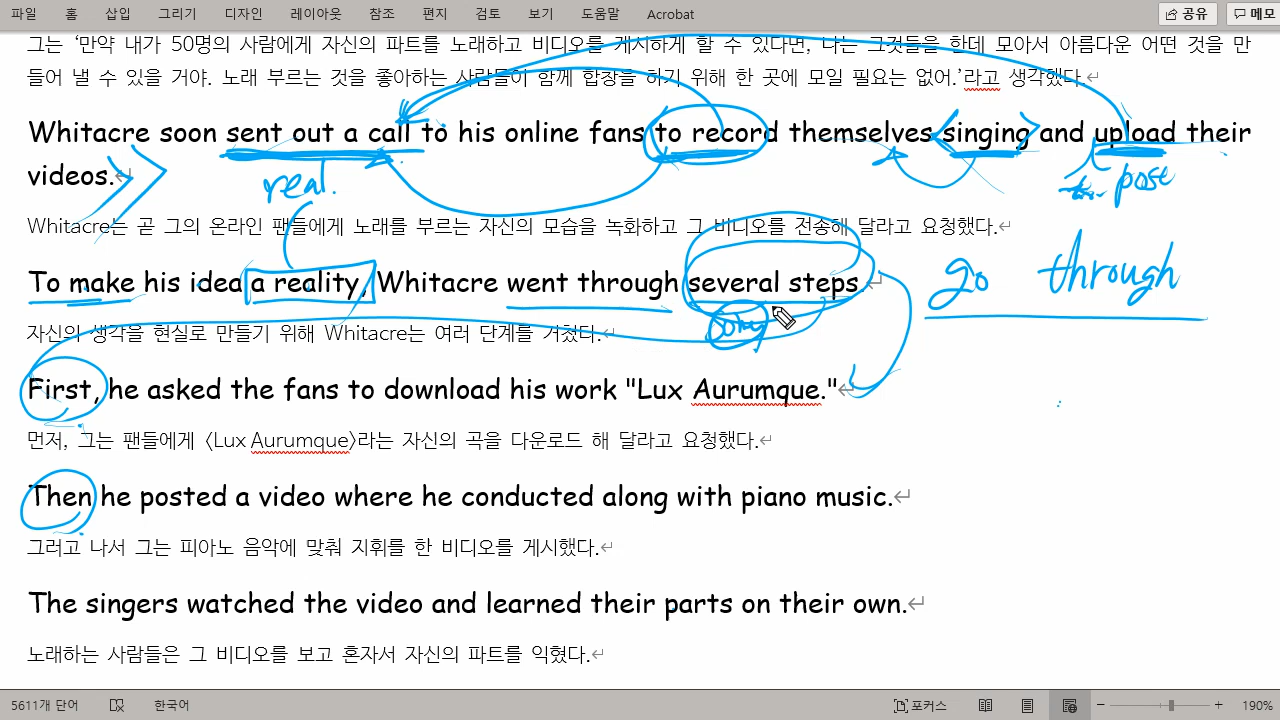 파일 홈 삽입 그리기 디자인 레이아웃 참조 편지 검토 보기 도움말 Acrobat 공유 메모
그는 ‘만약 내가 50명의 사람에게 자신의 파트를 노래하고 비디오를 게시하게 할 수 있다면, 나는 그것들을 한데 모아서 아름다운 어떤 것을 만
들어 낼 수 있을 거야. 노래 부르는 것을 좋아하는 사람들이 함께 합창을 하기 위해 한 곳에 모일 필요는 없어.’라고 생각했다.
Whitacre soon sent out a call to his online fans to record themselves singing and upload their
videos.
real.
post
Whitacre는 곧 그의 온라인 팬들에게 노래를 부르는 자신의 모습을 녹화하고 그 비디오를 전송해 달라고 요청했다.
To make his idea a reality, Whitacre went through several steps.
go through
자신의 생각을 현실로 만들기 위해 Whitacre는 여러 단계를 거쳤다.
First, he asked the fans to download his work "Lux Aurumque."
먼저, 그는 팬들에게 〈Lux Aurumque〉라는 자신의 곡을 다운로드 해 달라고 요청했다.
Then he posted a video where he conducted along with piano music.
그러고 나서 그는 피아노 음악에 맞춰 지휘를 한 비디오를 게시했다.
The singers watched the video and learned their parts on their own.
노래하는 사람들은 그 비디오를 보고 혼자서 자신의 파트를 익혔다.
5611개 단어 한국어 포커스 190%